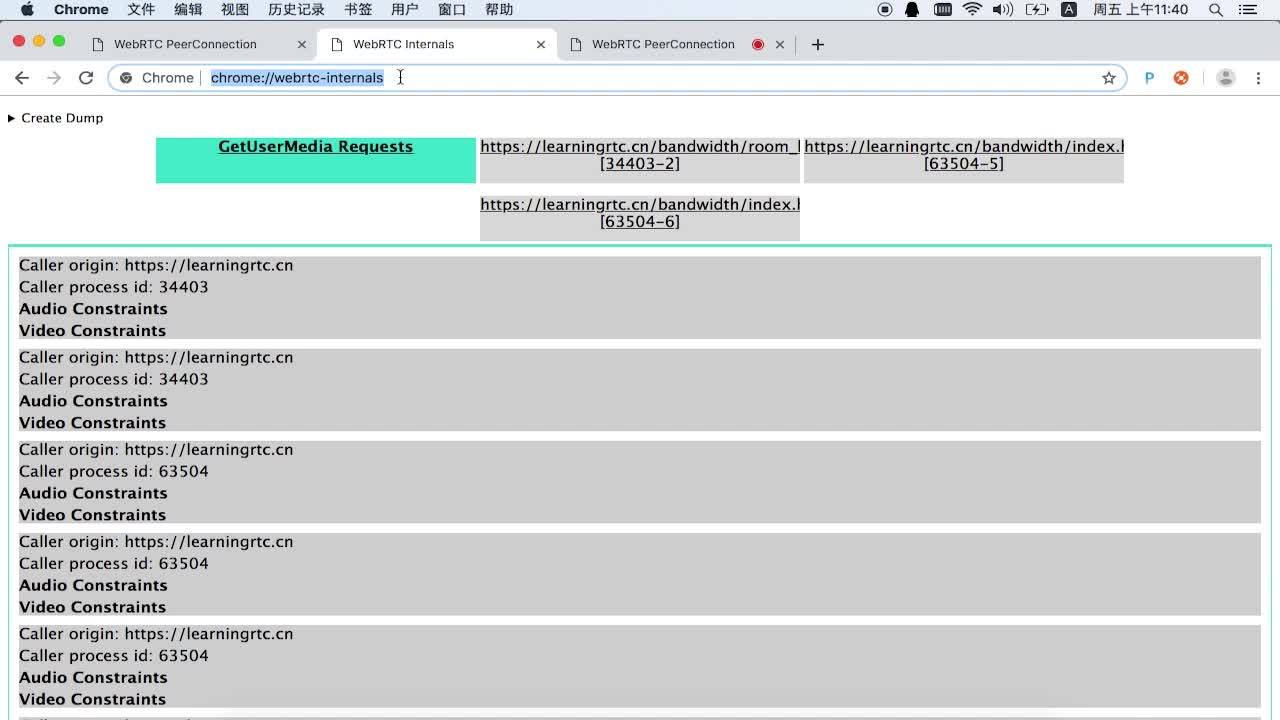 Chrome 文件 编辑 视图 历史记录 书签 用户 窗口 帮助 A 周五 上午11:40
WebRTC PeerConnection WebRTC Internals WebRTC PeerConnection
Chrome chrome://webrtc-internals P
Create Dump
GetUserMedia Requests
https://learningrtc.cn/bandwidth/room_
[34403-2]
https://learningrtc.cn/bandwidth/index.
[63504-5]
https://learningrtc.cn/bandwidth/index.
[63504-6]
Caller origin: https://learningrtc.cn
Caller process id: 34403
Audio Constraints
Video Constraints
Caller origin: https://learningrtc.cn
Caller process id: 34403
Audio Constraints
Video Constraints
Caller origin: https://learningrtc.cn
Caller process id: 63504
Audio Constraints
Video Constraints
Caller origin: https://learningrtc.cn
Caller process id: 63504
Audio Constraints
Video Constraints
Caller origin: https://learningrtc.cn
Caller process id: 63504
Audio Constraints
Video Constraints